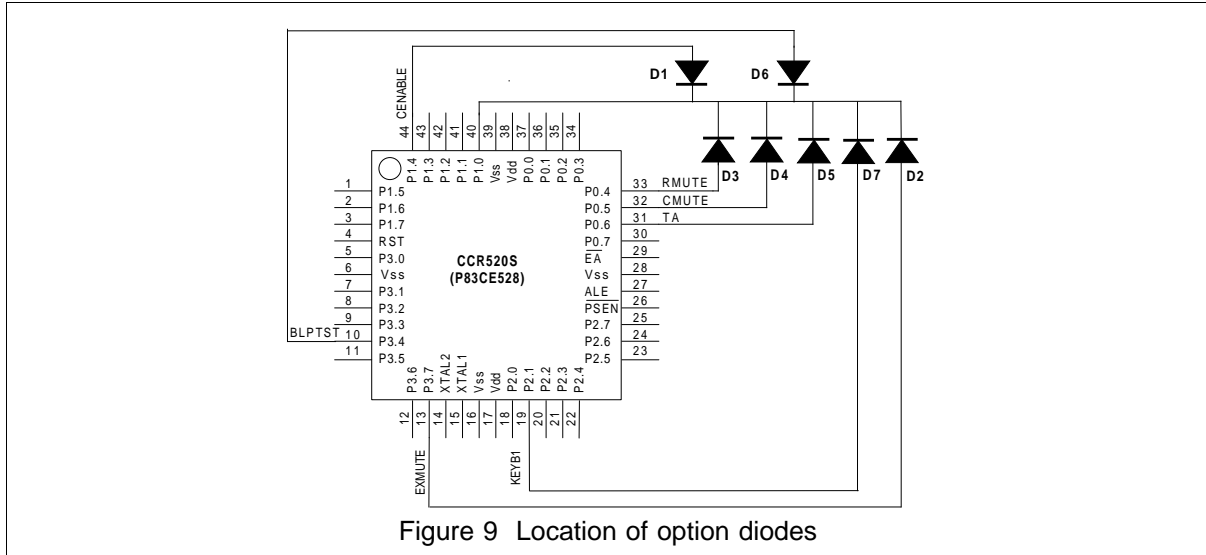 D1 D6
CENABLE
44 43 42 41 40 39 38 37 36 35 34
P1.4 P1.3 P1.2 P1.1 P1.0 Vss Vdd P0.0 P0.1 P0.2 P0.3
D3 D4 D5 D7 D2
1 P1.5
2 P1.6
3 P1.7
4 RST
5 P3.0
6 Vss
7 P3.1
8 P3.2
9 P3.3
BLPTST 10 P3.4
11 P3.5
CCR520S
(P83CE528)
P0.4 33 RMUTE
P0.5 32 CMUTE
P0.6 31 TA
P0.7 30
EA 29
Vss 28
ALE 27
PSEN 26
P2.7 25
P2.6 24
P2.5 23
P3.6 P3.7 XTAL2 XTAL1 Vss Vdd P2.0 P2.1 P2.2 P2.3 P2.4
12 13 14 15 16 17 18 19 20 21 22
EXMUTE KEYB1
Figure 9 Location of option diodes